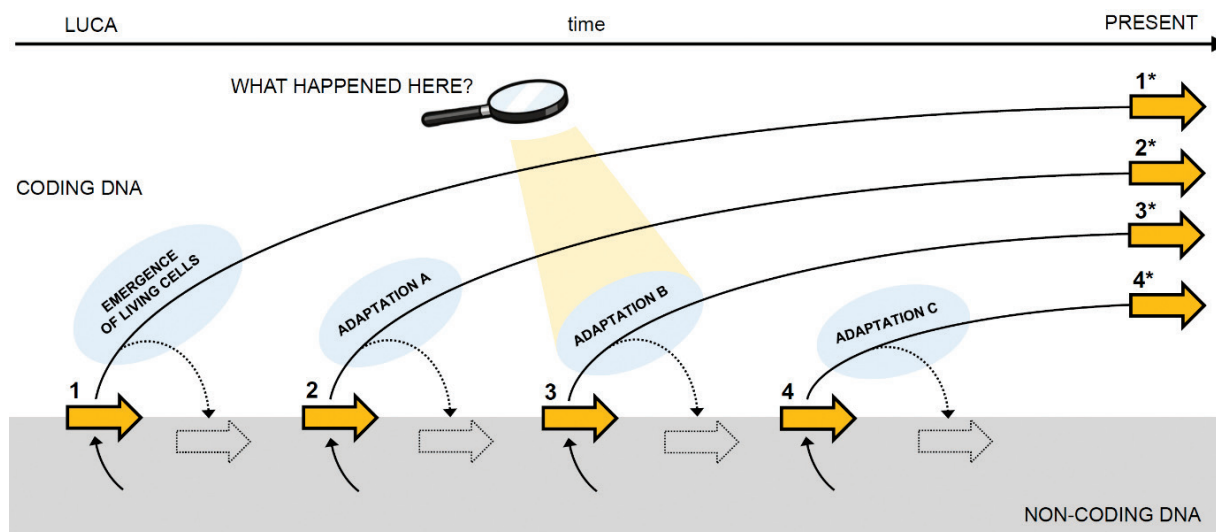 LUCA time PRESENT
WHAT HAPPENED HERE?
1*
2*
CODING DNA
3*
EMERGENCE
OF LIVING CELLS
ADAPTATION A
ADAPTATION B
ADAPTATION C
4*
1 2 3 4
NON-CODING DNA